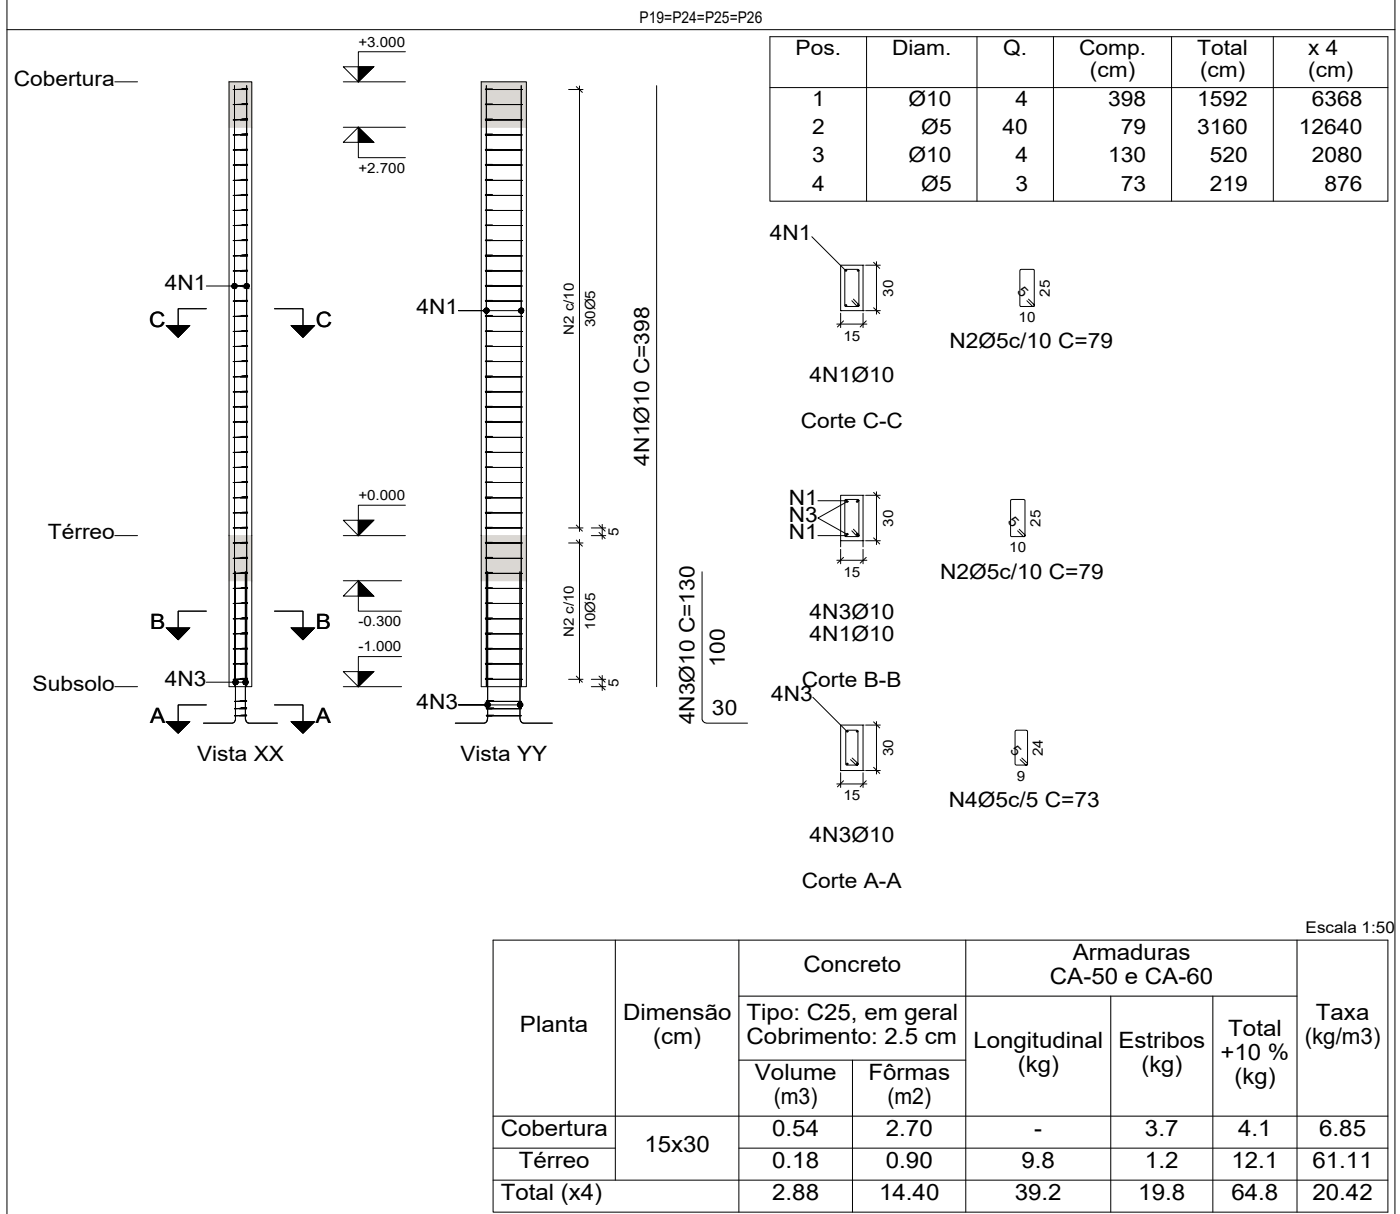 P19=P24=P25=P26
Pos. Diam. Q. Comp. (cm) Total (cm) x 4 (cm)
1 Ø10 4 398 1592 6368
2 Ø5 40 79 3160 12640
3 Ø10 4 130 520 2080
4 Ø5 3 73 219 876
Cobertura
Térreo
Subsolo
4N1
C C
B B
4N3
A A
Vista XX
+3.000
+2.700
+0.000
-0.300
-1.000
4N1
4N3
Vista YY
N2 c/10
30Ø5
5
N2 c/10
10Ø5
5
4N1Ø10 C=398
4N3Ø10 C=130
100
30
4N1
30
15
4N1Ø10
Corte C-C
5
25
10
N2Ø5c/10 C=79
N1
N3
N1
30
15
4N3Ø10
4N1Ø10
Corte B-B
5
25
10
N2Ø5c/10 C=79
4N3
30
15
4N3Ø10
Corte A-A
5
24
9
N4Ø5c/5 C=73
Escala 1:50
Planta
Dimensão
(cm)
Concreto
Tipo: C25, em geral
Cobrimento: 2.5 cm
Volume
(m3)
Fôrmas
(m2)
Armaduras
CA-50 e CA-60
Longitudinal
(kg)
Estribos
(kg)
Total
+10 %
(kg)
Taxa
(kg/m3)
Cobertura 15x30 0.54 2.70 - 3.7 4.1 6.85
Térreo 0.18 0.90 9.8 1.2 12.1 61.11
Total (x4) 2.88 14.40 39.2 19.8 64.8 20.42